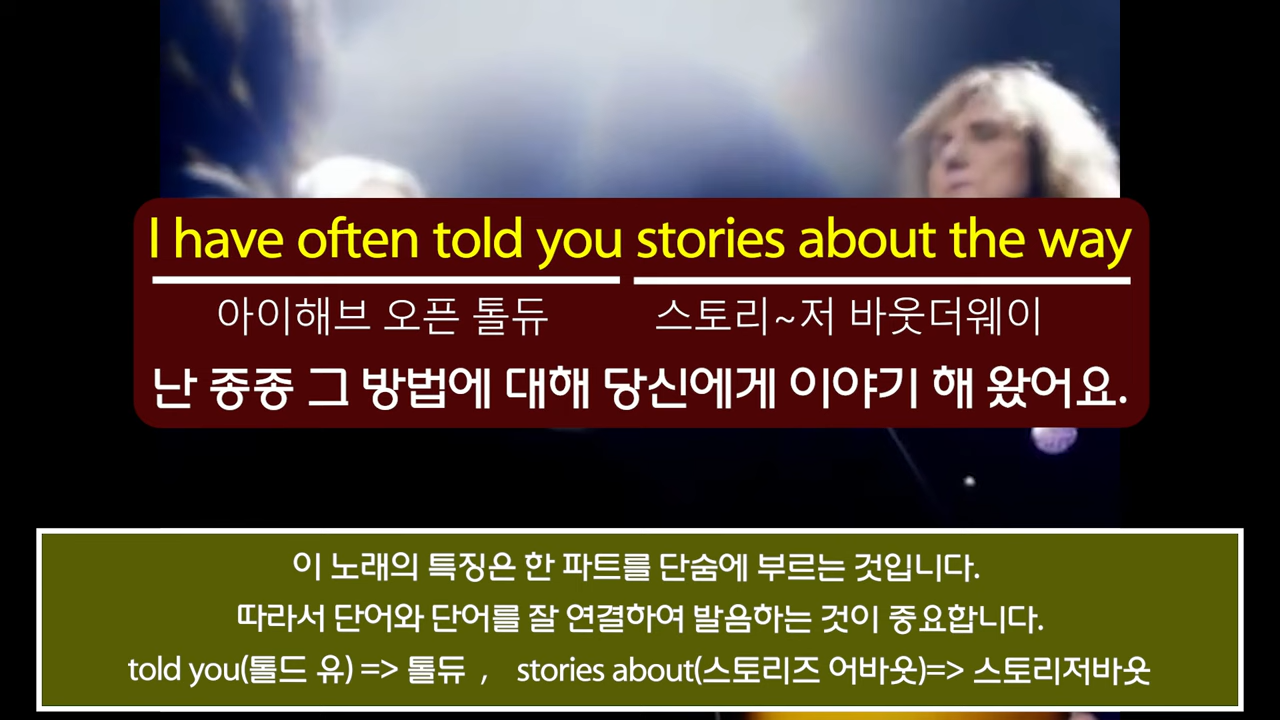 I have often told you stories about the way
아이해브 오픈 톨듀 스토리~저 바웃더웨이
난 종종 그 방법에 대해 당신에게 이야기 해 왔어요.
이 노래의 특징은 한 파트를 단숨에 부르는 것입니다.
따라서 단어와 단어를 잘 연결하여 발음하는 것이 중요합니다.
told you(톨드 유) => 톨듀 , stories about(스토리즈 어바웃)=> 스토리저바웃